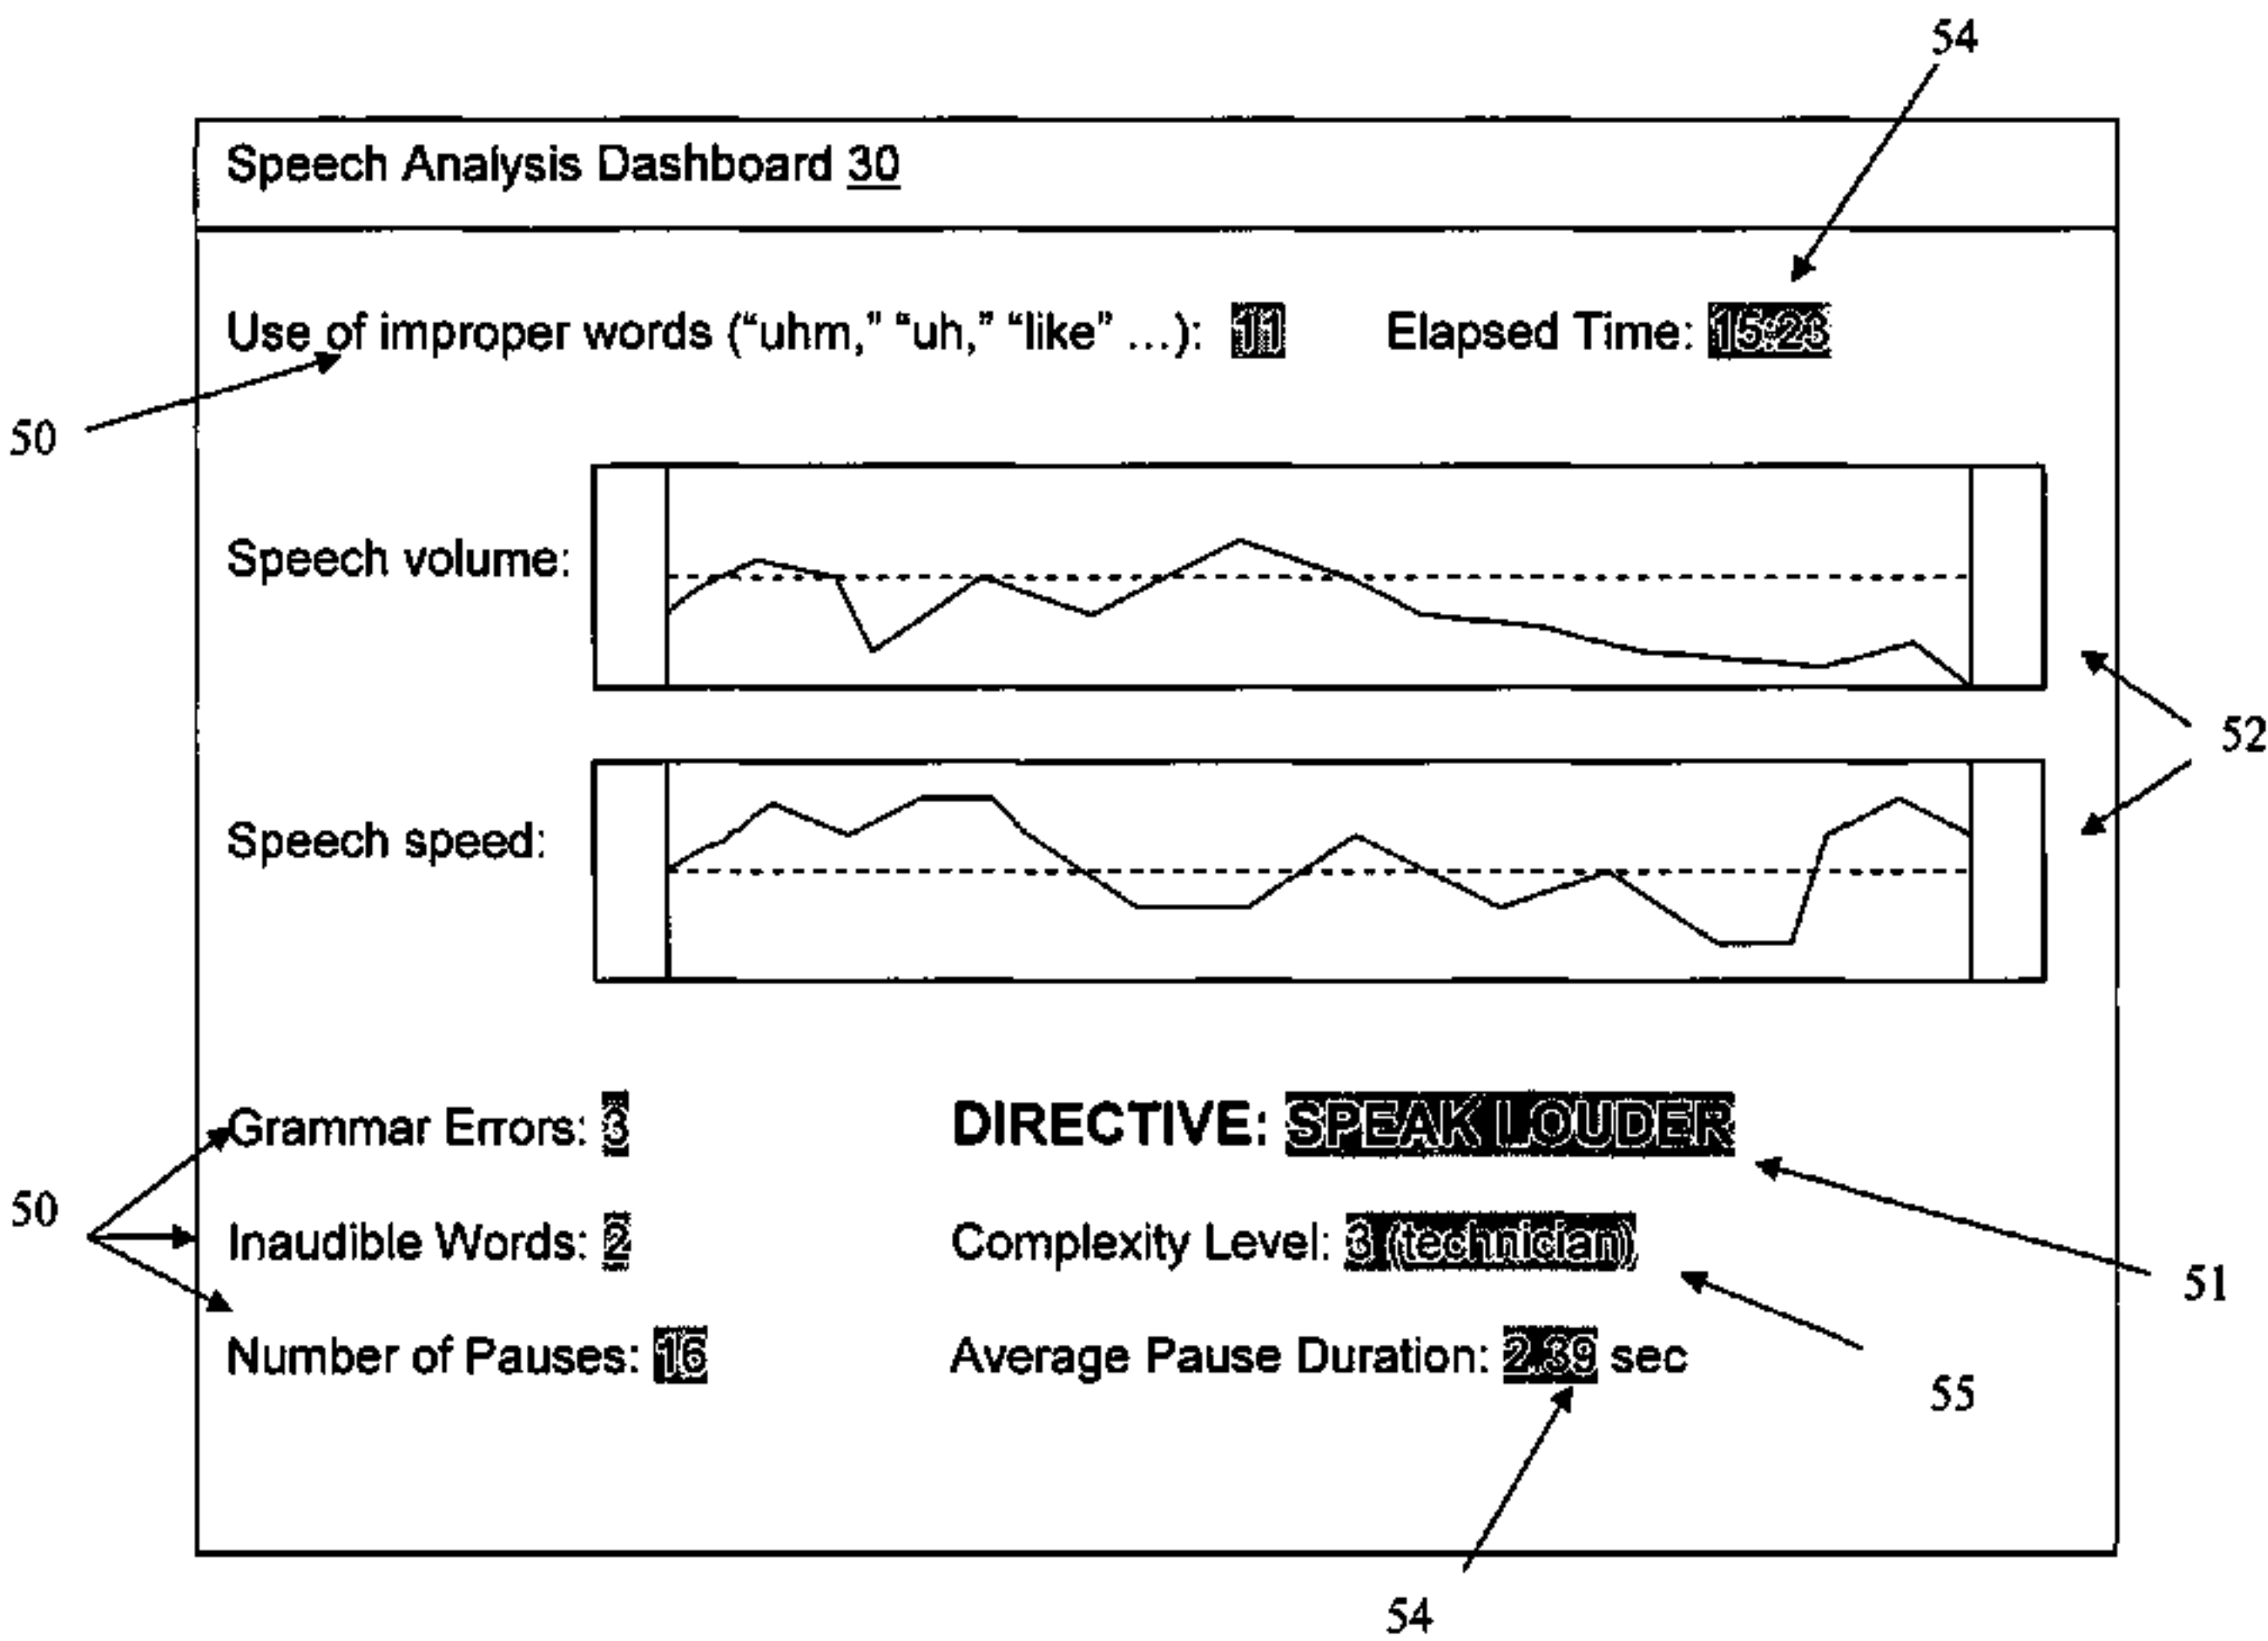 54
Speech Analysis Dashboard 30
Use of improper words (“uhm,” “uh,” “like” …): 11 Elapsed Time: 15:23
50
Speech volume:
52
Speech speed:
Grammar Errors: 3 DIRECTIVE: SPEAK LOUDER
50
Inaudible Words: 2 Complexity Level: 3 (technician)
51
Number of Pauses: 16 Average Pause Duration: 2.39 sec
55
54